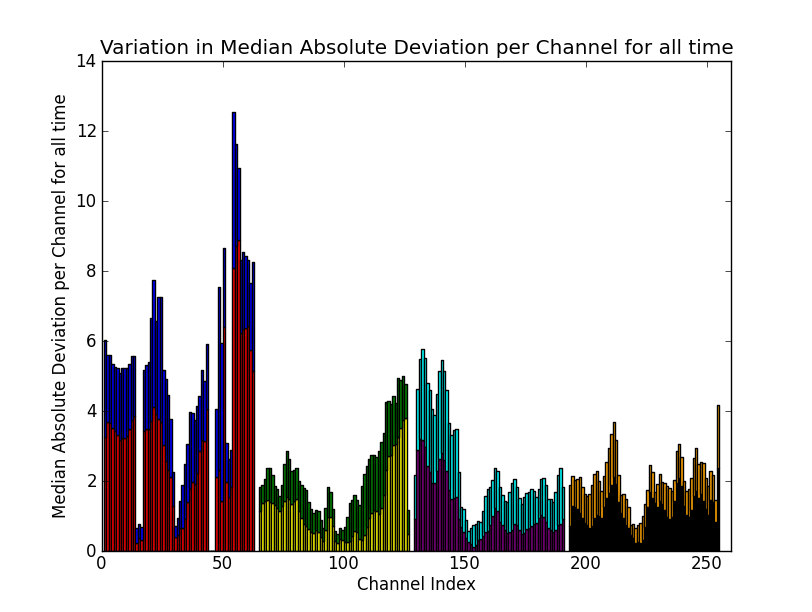 Variation in Median Absolute Deviation per Channel for all time
Median Absolute Deviation per Channel for all time
14
12
10
8
6
4
2
0
0 50 100 150 200 250
Channel Index